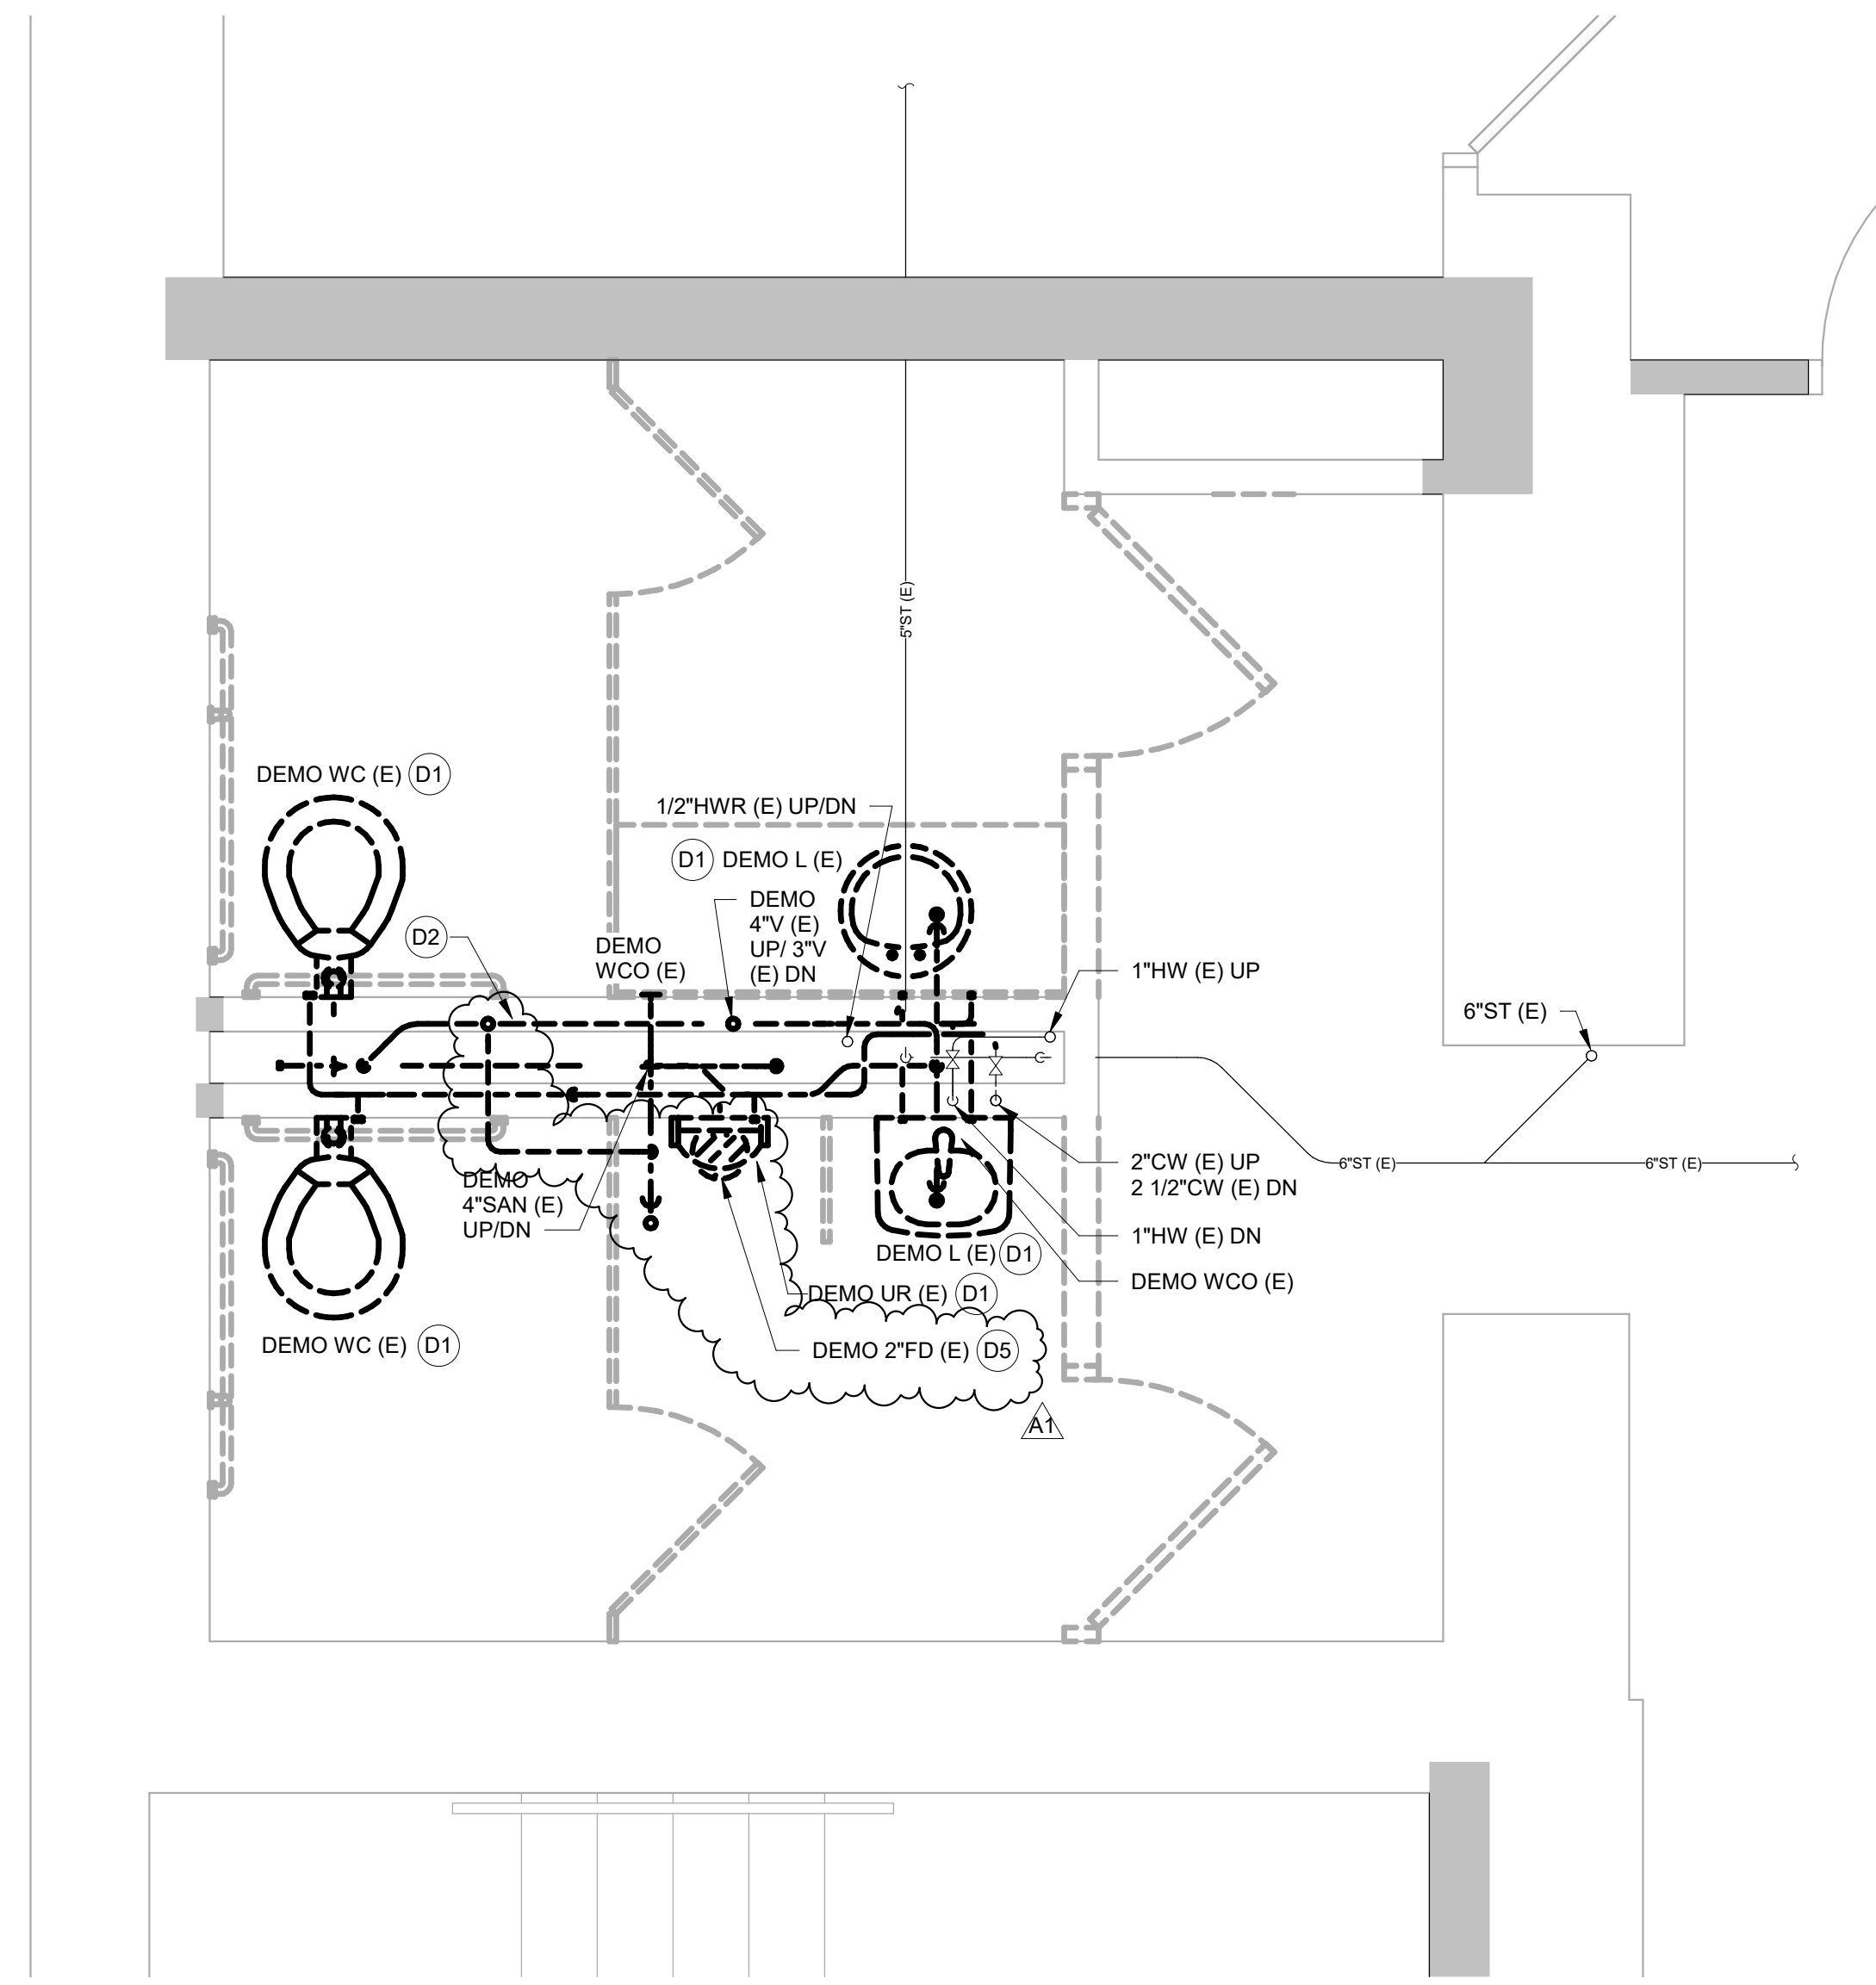 5"ST (E)
DEMO WC (E) D1
1/2"HWR (E) UP/DN
D1 DEMO L (E)
DEMO
4"V (E)
UP/ 3"V
(E) DN
D2
DEMO
WCO (E)
1"HW (E) UP
6"ST (E)
6"ST (E)
6"ST (E)
2"CW (E) UP
2 1/2"CW (E) DN
DEMO
4"SAN (E)
UP/DN
1"HW (E) DN
DEMO L (E) D1
DEMO WCO (E)
DEMO UR (E) D1
DEMO WC (E) D1
DEMO 2"FD (E) D5
A1